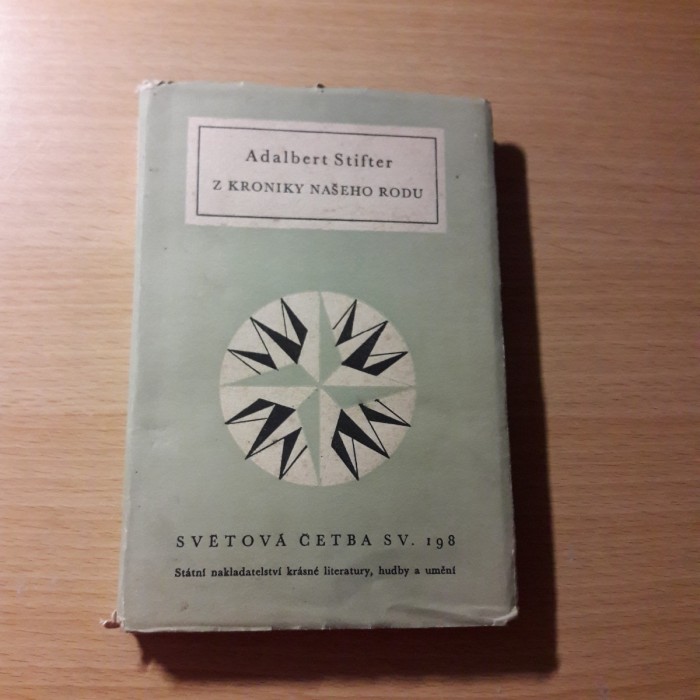 Adalbert Stifter
Z KRONIKY NAŠEHO RODU
SVĚTOVÁ ČETBA SV. 198
Státní nakladatelství krásné literatury, hudby a umění